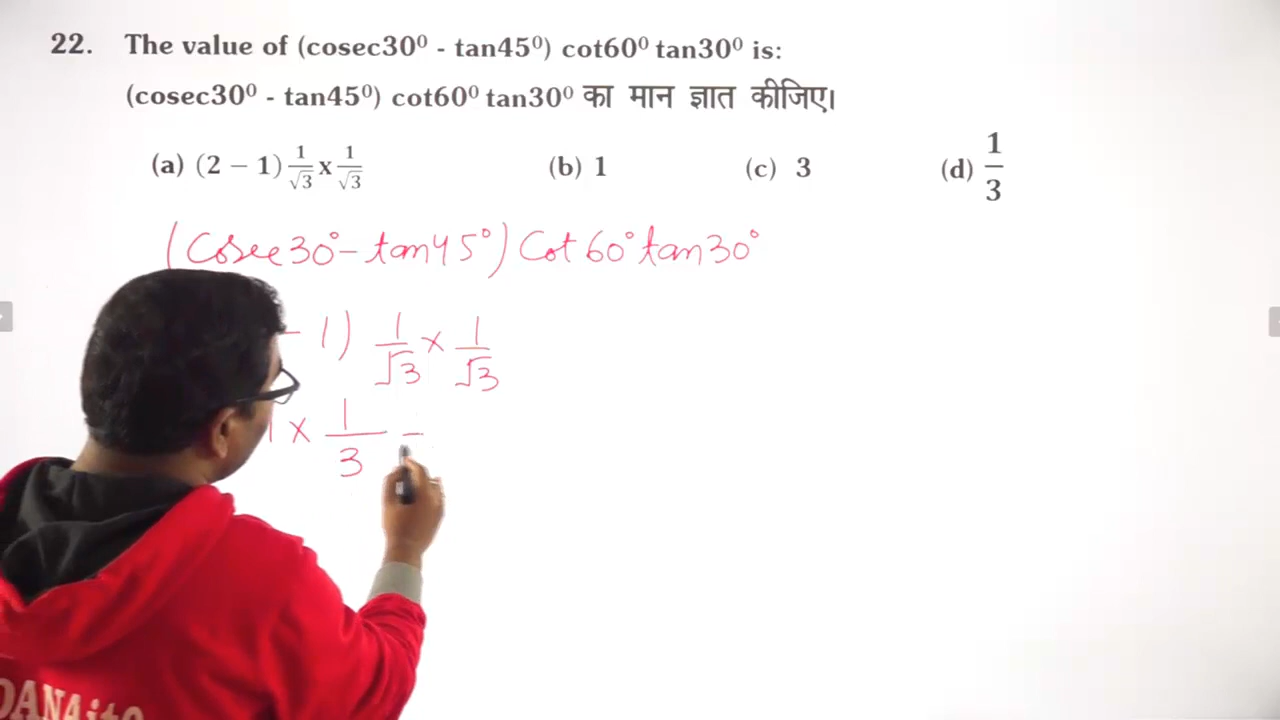 22. The value of (cosec30⁰ - tan45⁰) cot60⁰ tan30⁰ is:
(cosec30⁰ - tan45⁰) cot60⁰ tan30⁰ का मान ज्ञात कीजिए।
(a) (2 − 1) 1/√3 x 1/√3 (b) 1 (c) 3 (d) 1/3
(Cosec 30° - tan 45°) Cot 60° tan 30°
- 1) 1/√3 × 1/√3
1 × 1/3